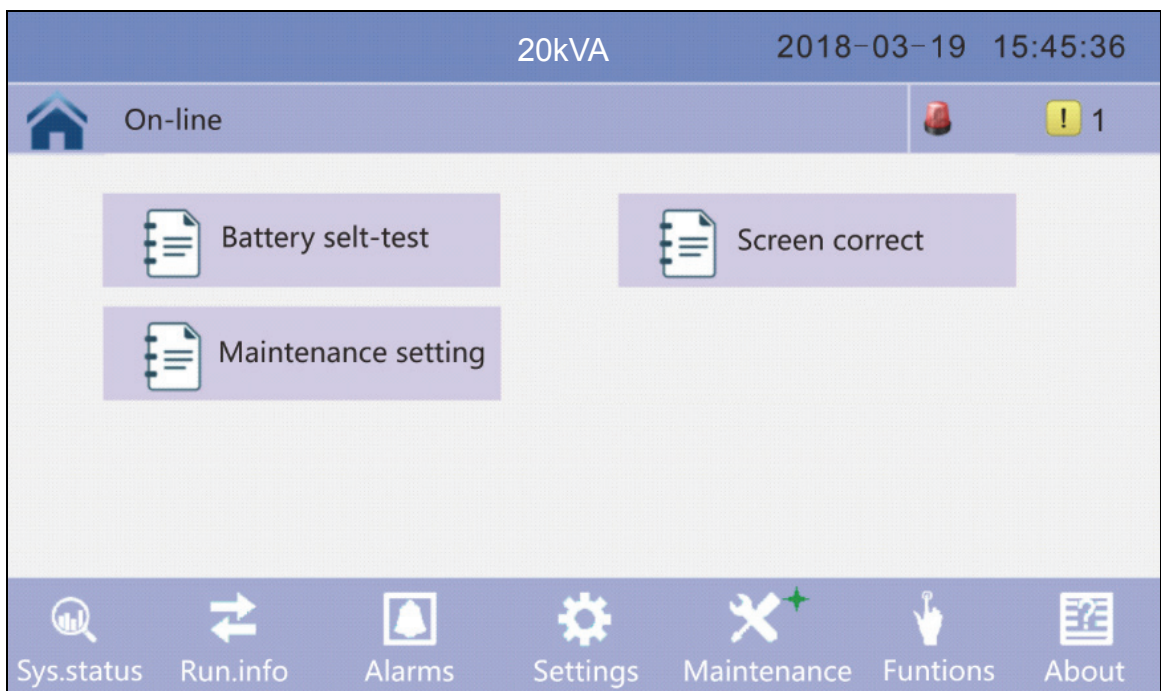 20kVA 2018-03-19 15:45:36
On-line ! 1
Battery selt-test Screen correct
Maintenance setting
Sys.status Run.info Alarms Settings Maintenance Funtions About